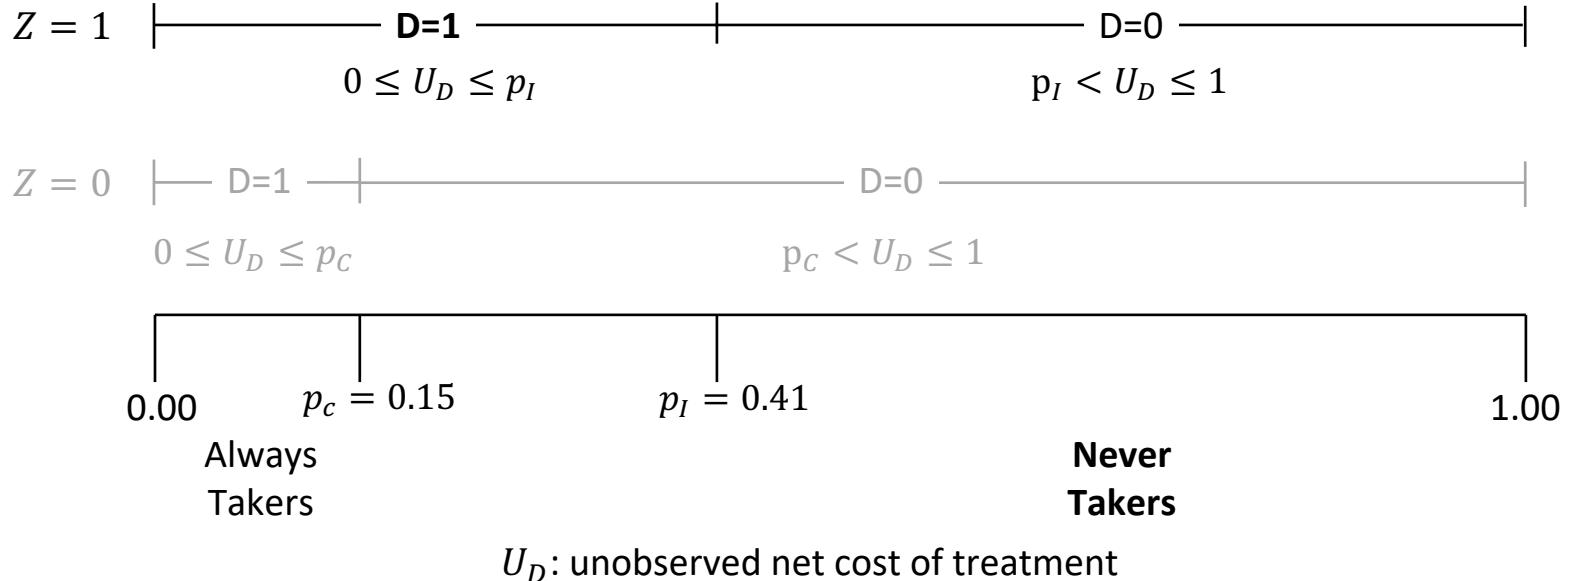 Z = 1 D=1 D=0
0 ≤ U_D ≤ p_I p_I < U_D ≤ 1
Z = 0 D=1 D=0
0 ≤ U_D ≤ p_C p_C < U_D ≤ 1
0.00 p_c = 0.15 p_I = 0.41 1.00
Always Never
Takers Takers
U_D: unobserved net cost of treatment